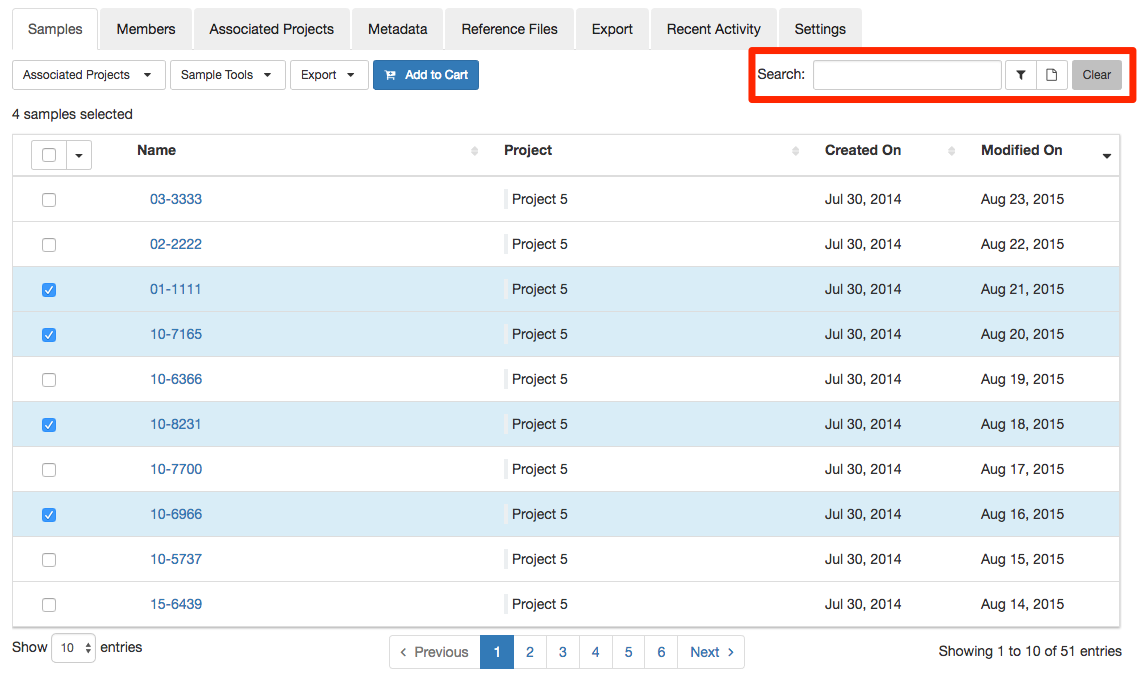 Samples Members Associated Projects Metadata Reference Files Export Recent Activity Settings
Associated Projects Sample Tools Export Add to Cart Search: Clear
4 samples selected
Name Project Created On Modified On
03-3333 Project 5 Jul 30, 2014 Aug 23, 2015
02-2222 Project 5 Jul 30, 2014 Aug 22, 2015
01-1111 Project 5 Jul 30, 2014 Aug 21, 2015
10-7165 Project 5 Jul 30, 2014 Aug 20, 2015
10-6366 Project 5 Jul 30, 2014 Aug 19, 2015
10-8231 Project 5 Jul 30, 2014 Aug 18, 2015
10-7700 Project 5 Jul 30, 2014 Aug 17, 2015
10-6966 Project 5 Jul 30, 2014 Aug 16, 2015
10-5737 Project 5 Jul 30, 2014 Aug 15, 2015
15-6439 Project 5 Jul 30, 2014 Aug 14, 2015
Show 10 entries ‹ Previous 1 2 3 4 5 6 Next › Showing 1 to 10 of 51 entries